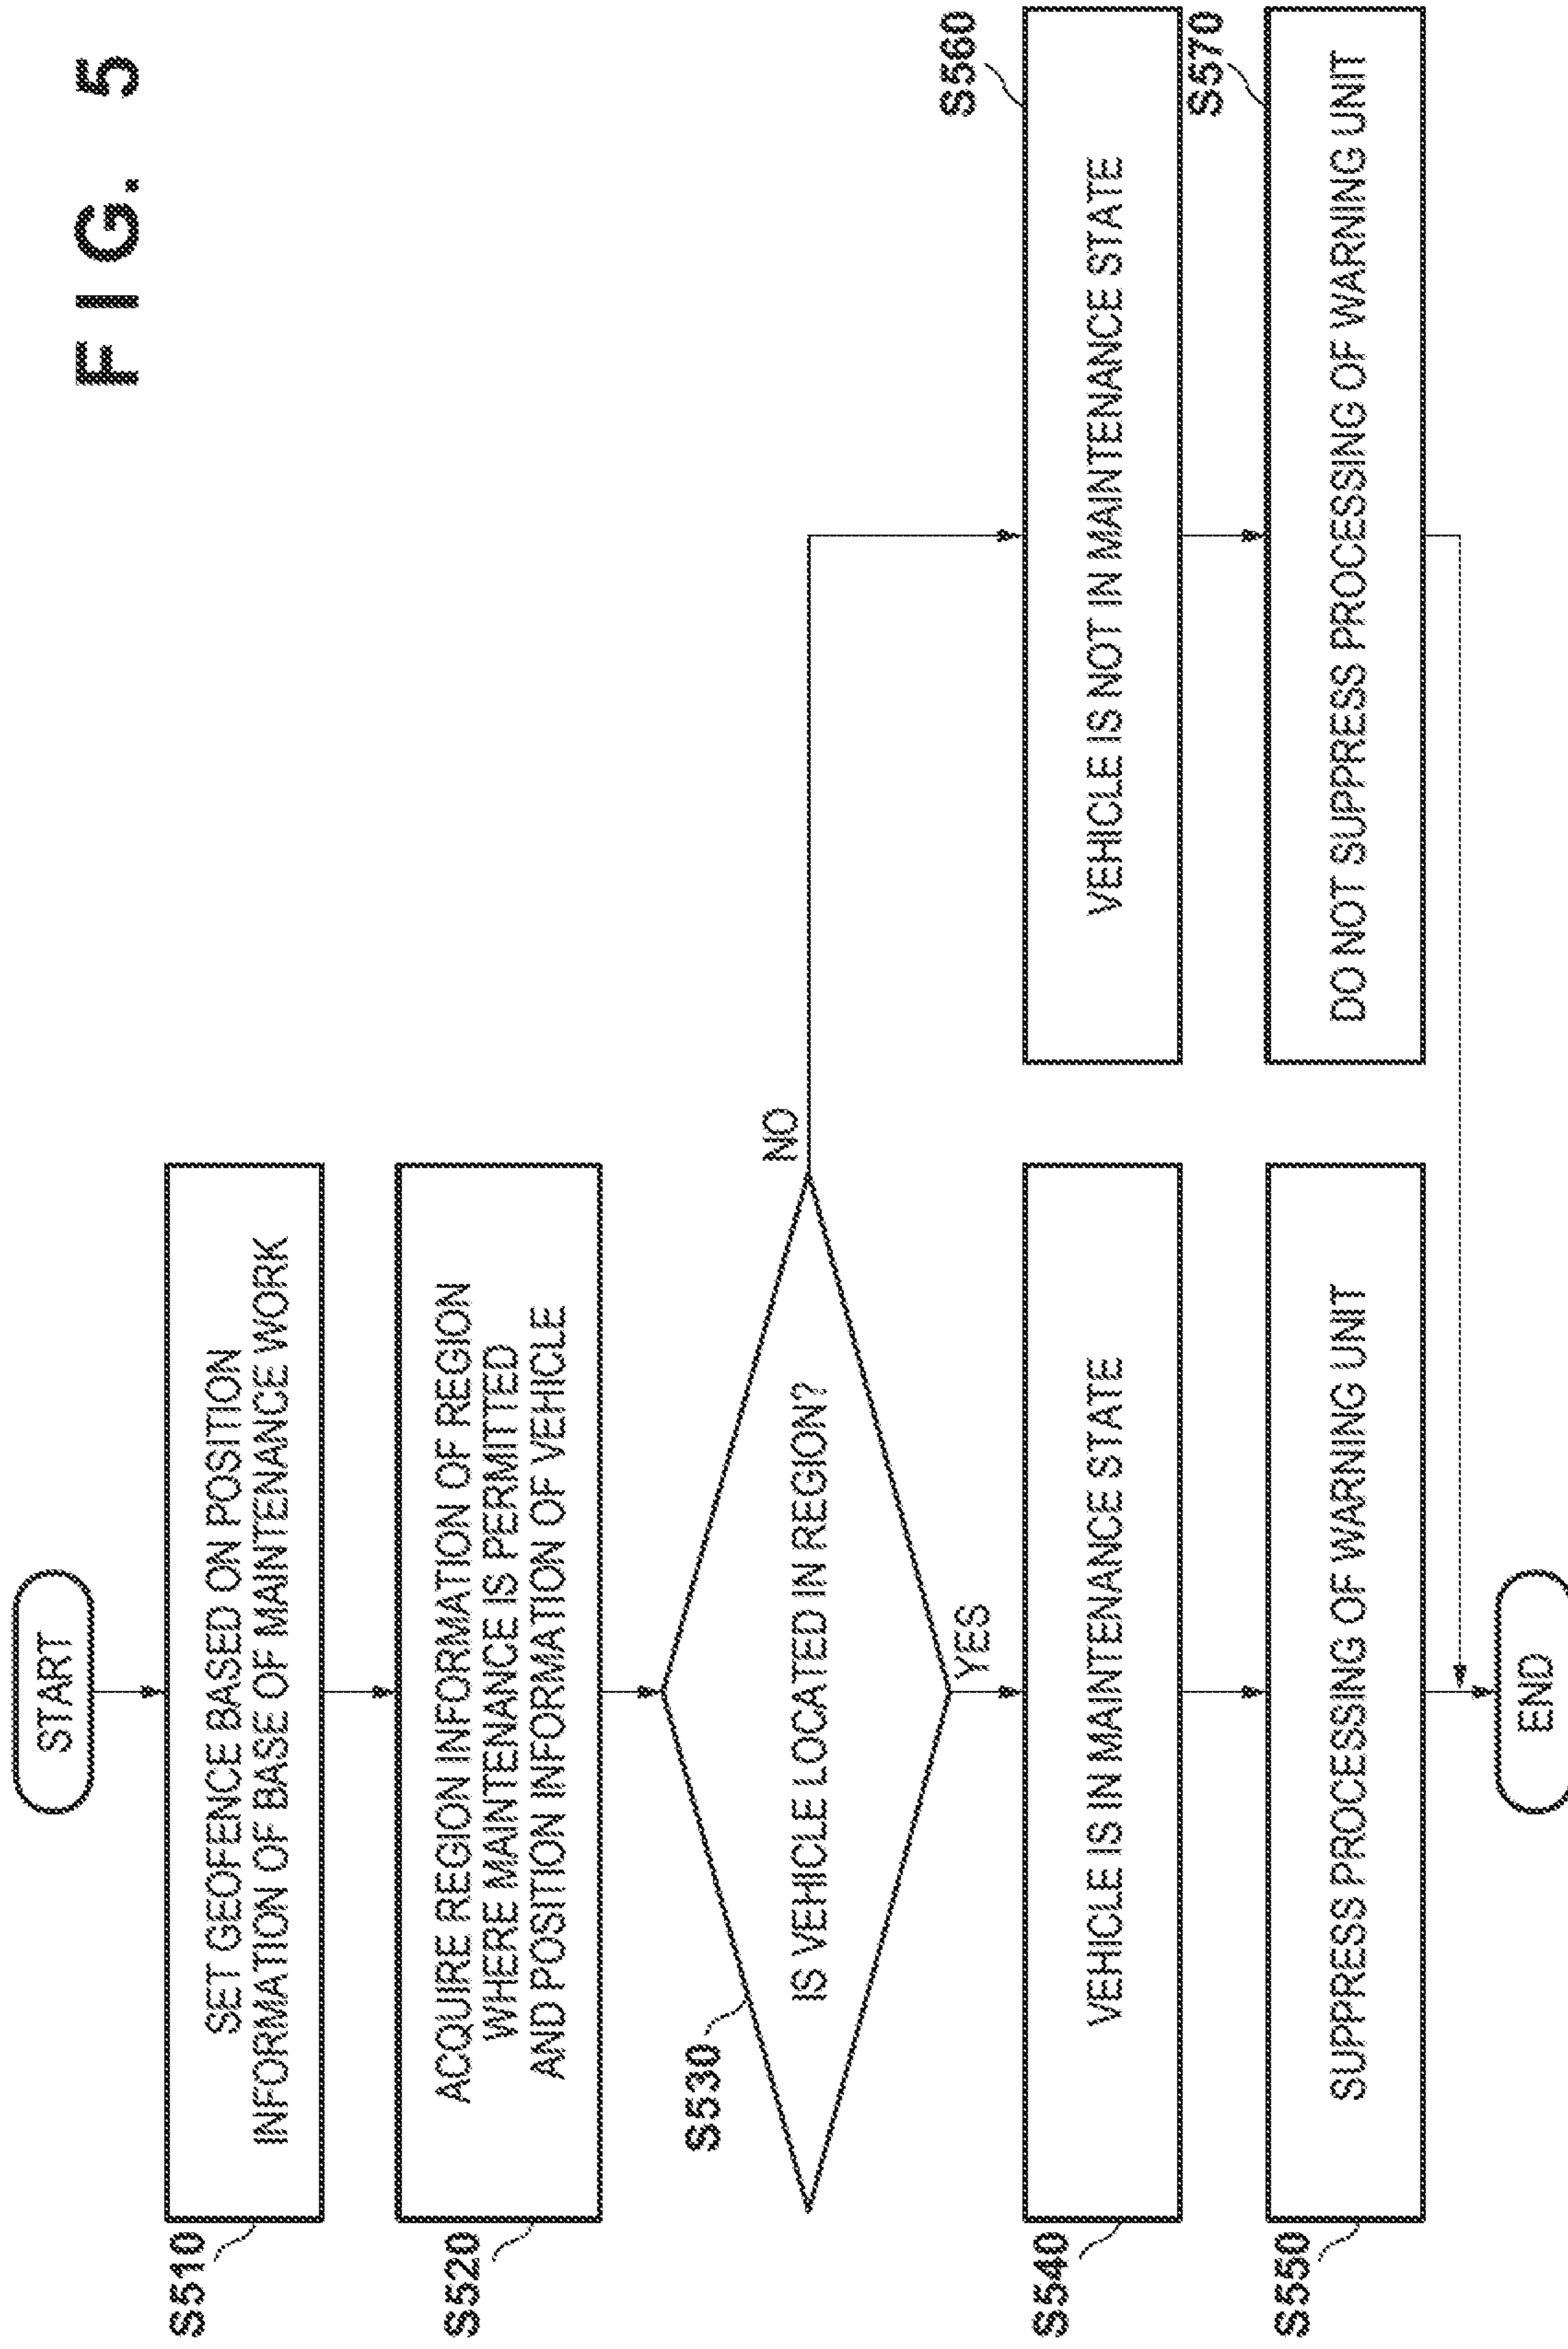 FIG. 5
START
S510
SET GEOFENCE BASED ON POSITION
INFORMATION OF BASE OF MAINTENANCE WORK
S520
ACQUIRE REGION INFORMATION OF REGION
WHERE MAINTENANCE IS PERMITTED
AND POSITION INFORMATION OF VEHICLE
S530
IS VEHICLE LOCATED IN REGION?
NO
YES
S540
VEHICLE IS IN MAINTENANCE STATE
S560
VEHICLE IS NOT IN MAINTENANCE STATE
S550
SUPPRESS PROCESSING OF WARNING UNIT
S570
DO NOT SUPPRESS PROCESSING OF WARNING UNIT
END